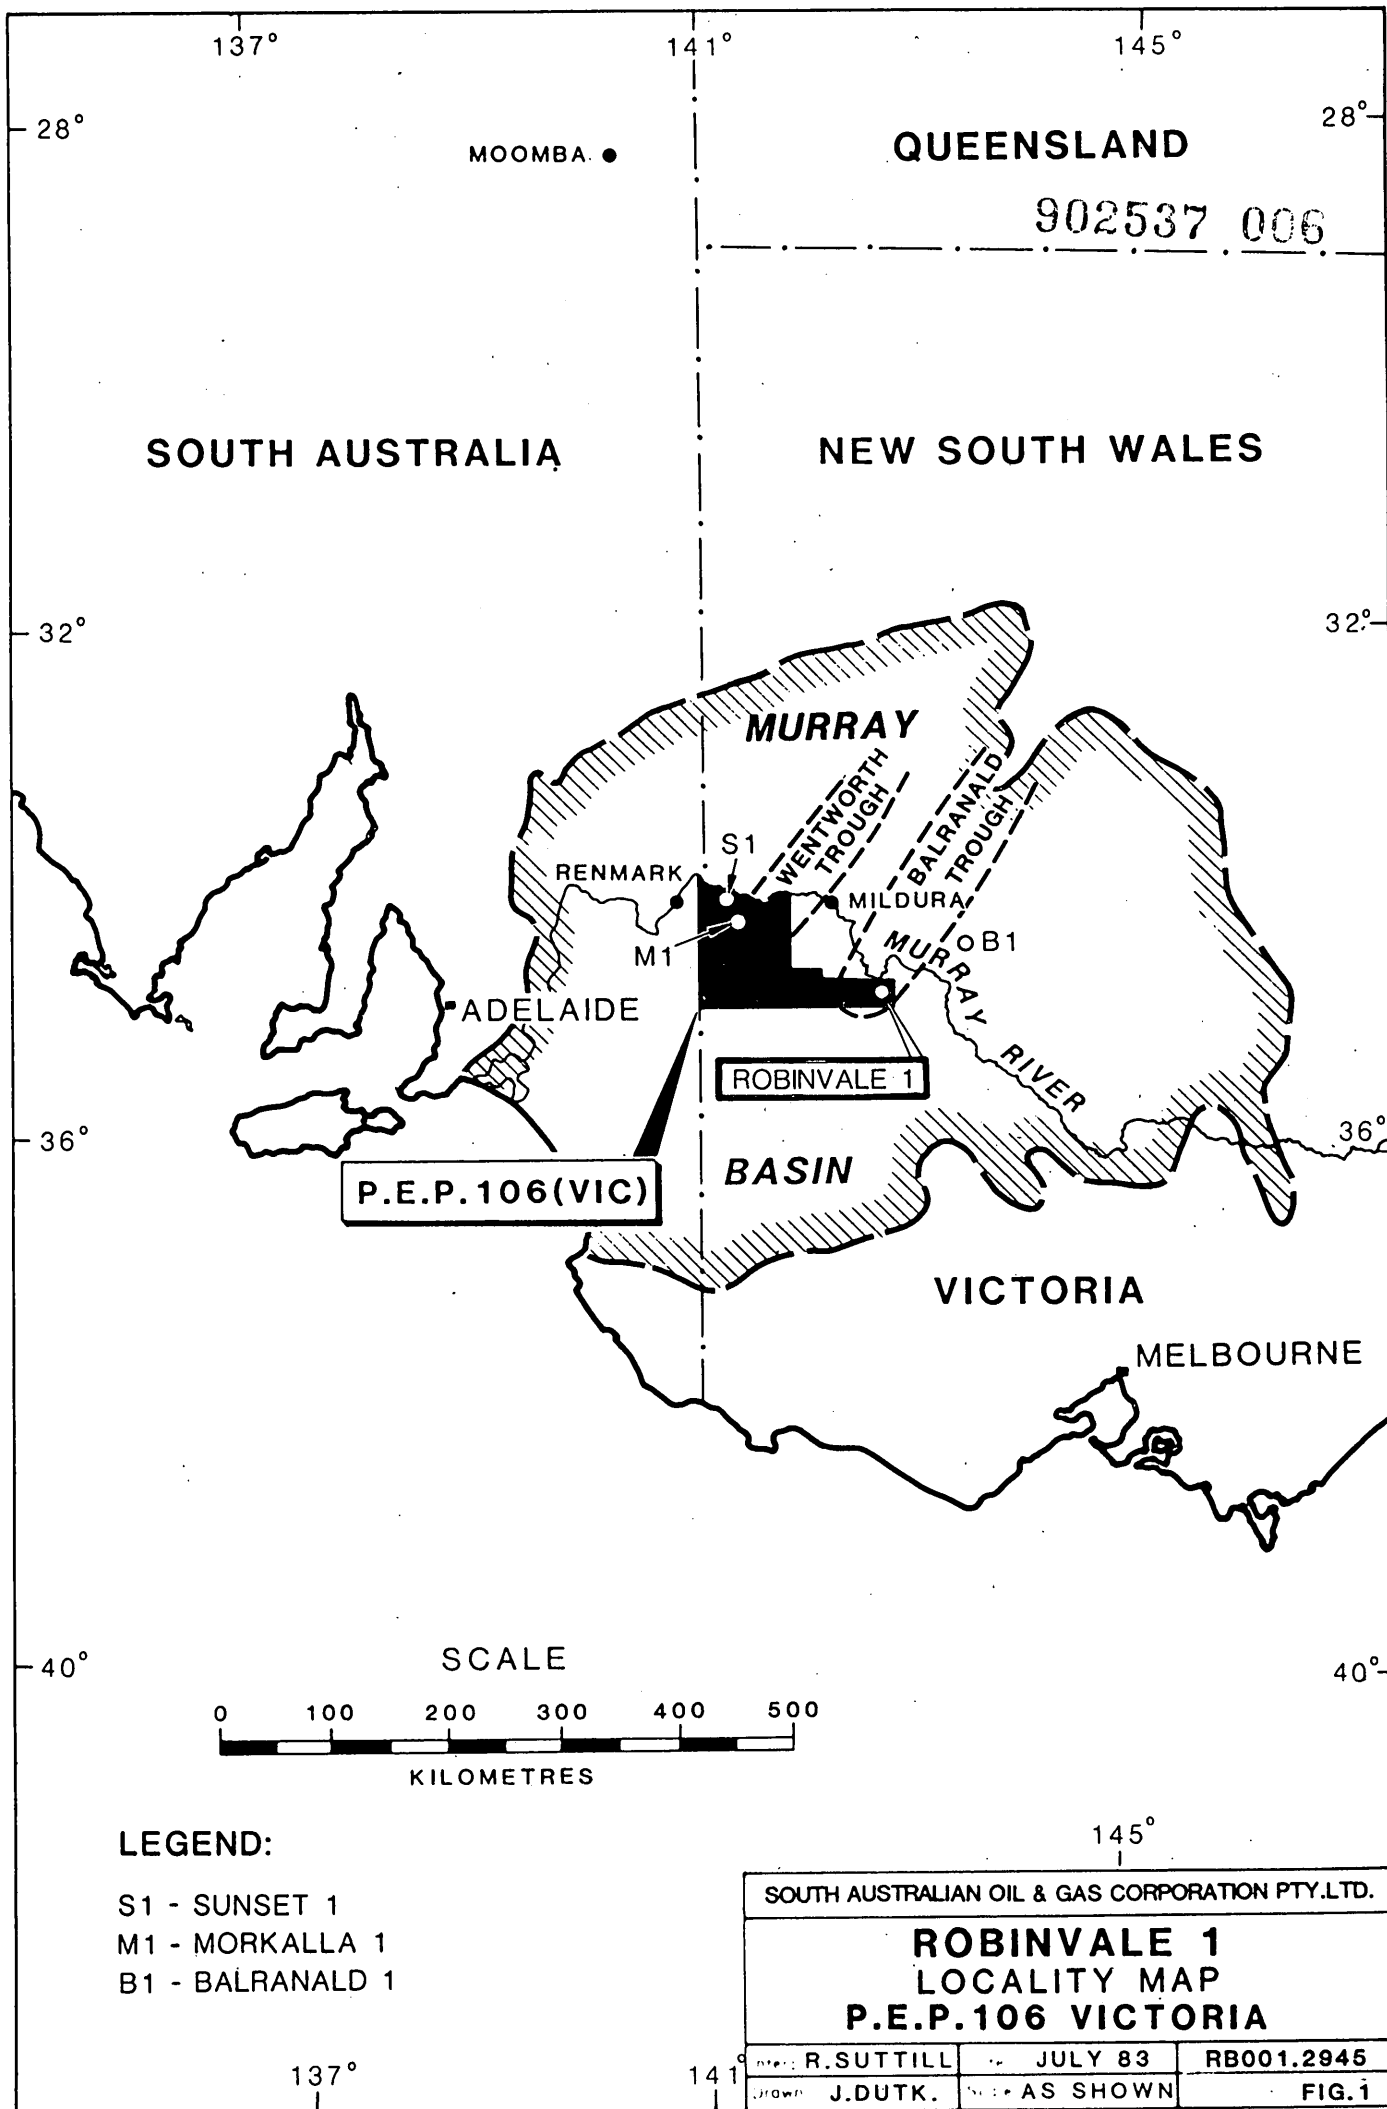 137° 141° 145°
28° 28°
MOOMBA
QUEENSLAND
902537 006
SOUTH AUSTRALIA
NEW SOUTH WALES
32° 32°
MURRAY
WENTWORTH
TROUGH
BALRANALD
TROUGH
S1
RENMARK
MILDURA
M1
B1
MURRAY
RIVER
ADELAIDE
ROBINVALE 1
36° 36°
BASIN
P.E.P. 106(VIC)
VICTORIA
MELBOURNE
40° 40°
SCALE
0 100 200 300 400 500
KILOMETRES
LEGEND:
S1 - SUNSET 1
M1 - MORKALLA 1
B1 - BALRANALD 1
145°
SOUTH AUSTRALIAN OIL & GAS CORPORATION PTY.LTD.
ROBINVALE 1
LOCALITY MAP
P.E.P. 106 VICTORIA
R.SUTTILL JULY 83 RB001.2945
Drawn J.DUTK. AS SHOWN FIG.1
137° 141°